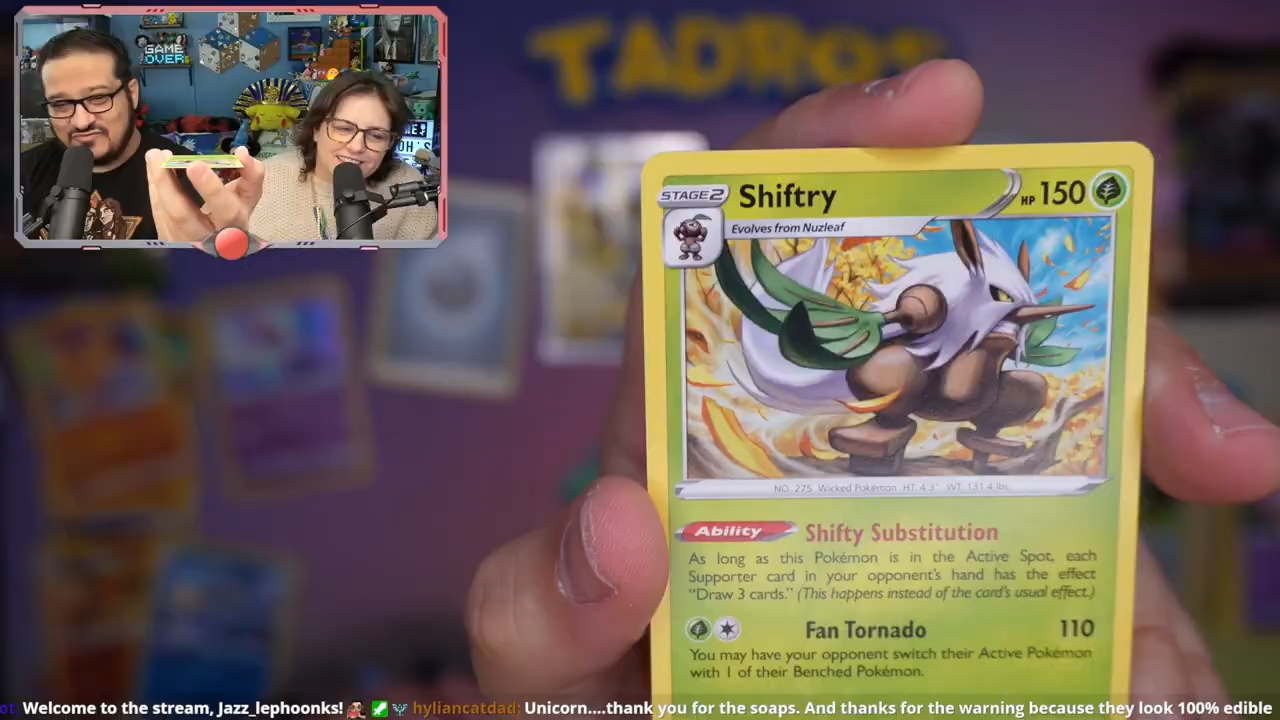 GAME
OVER
TADRO
STAGE 2
Shiftry
HP 150
Evolves from Nuzleaf
NO. 275 Wicked Pokémon HT 4'3" WT 131.4 lbs.
Ability Shifty Substitution
As long as this Pokémon is in the Active Spot, each
Supporter card in your opponent's hand has the effect
"Draw 3 cards." (This happens instead of the card's usual effect.)
Fan Tornado 110
You may have your opponent switch their Active Pokémon
with 1 of their Benched Pokémon.
Welcome to the stream, Jazz_lephoonks! hyliancatdad: Unicorn....thank you for the soaps. And thanks for the warning because they look 100% edible